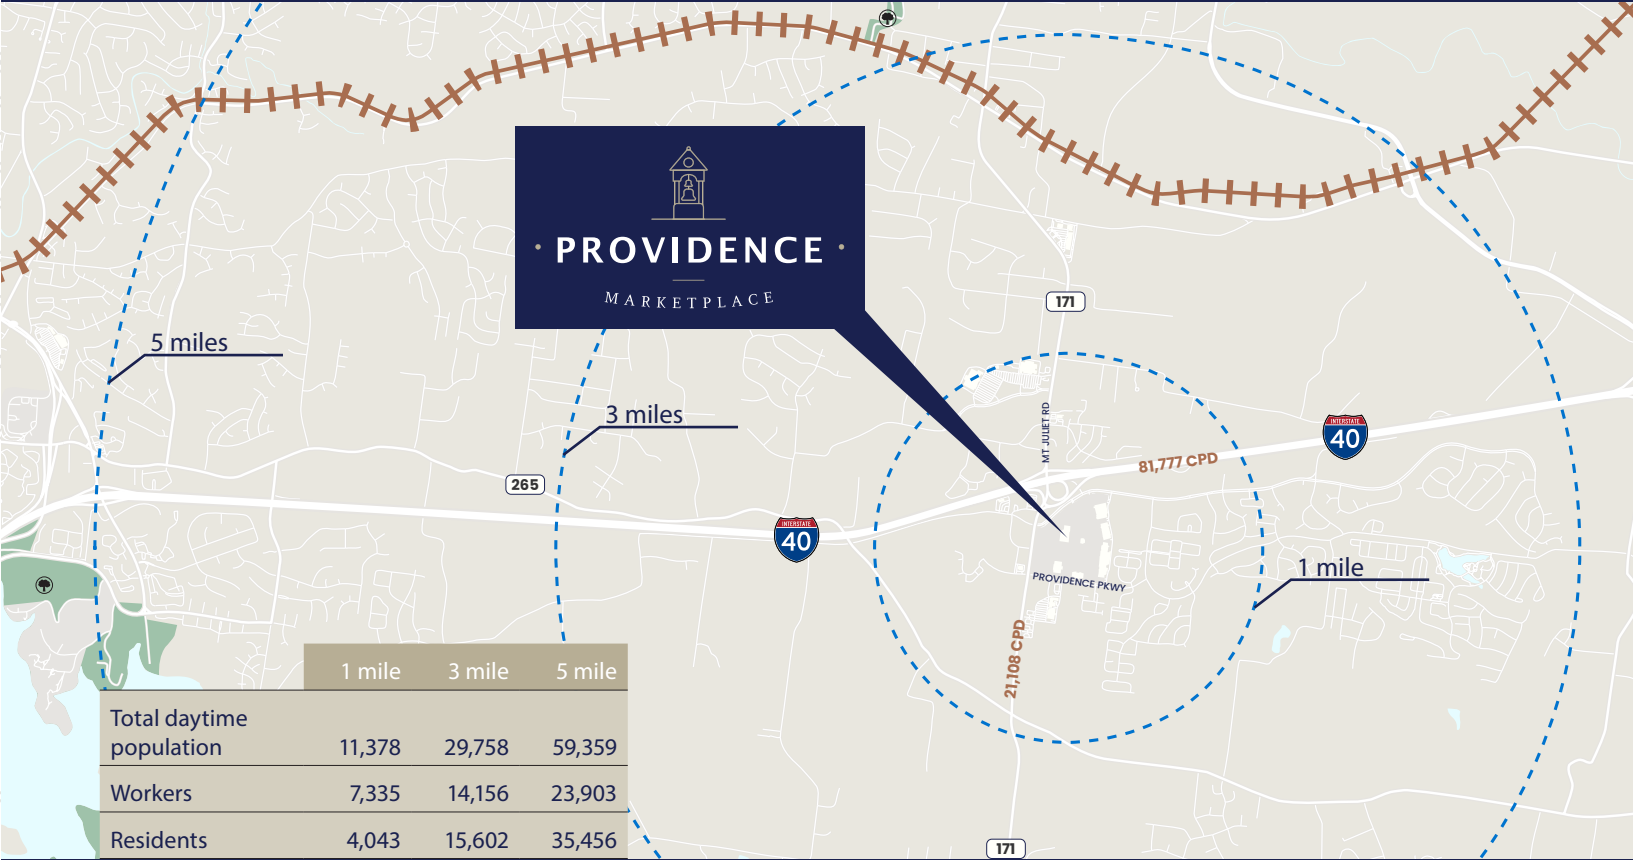 PROVIDENCE
MARKETPLACE
171
5 miles
3 miles
MT JULIET RD
INTERSTATE
40
81,777 CPD
265
INTERSTATE
40
1 mile
PROVIDENCE PKWY
21,108 CPD
1 mile 3 mile 5 mile
Total daytime
population 11,378 29,758 59,359
Workers 7,335 14,156 23,903
Residents 4,043 15,602 35,456
171